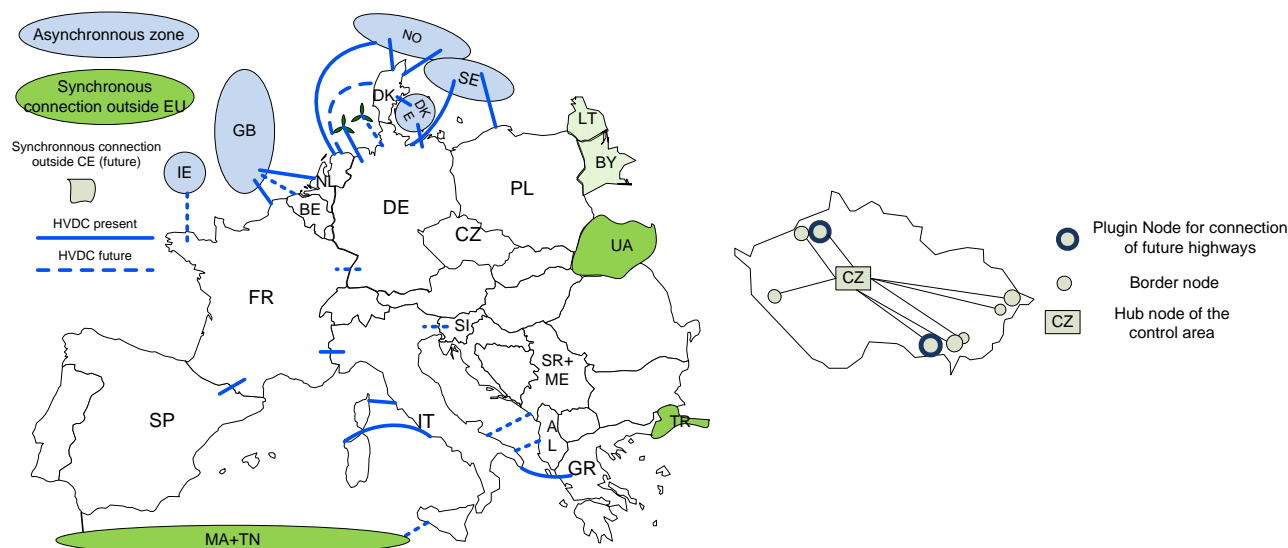 Asynchronnous zone
Synchronous
connection outside EU
Synchronnous connection
outside CE (future)
HVDC present
HVDC future
NO
SE
DK
DK
E
GB
IE
NL
BE
DE
PL
LT
BY
UA
CZ
FR
SI
SR+
ME
SP
IT
A
L
GR
TR
MA+TN
CZ
Plugin Node for connection
of future highways
Border node
CZ
Hub node of the
control area